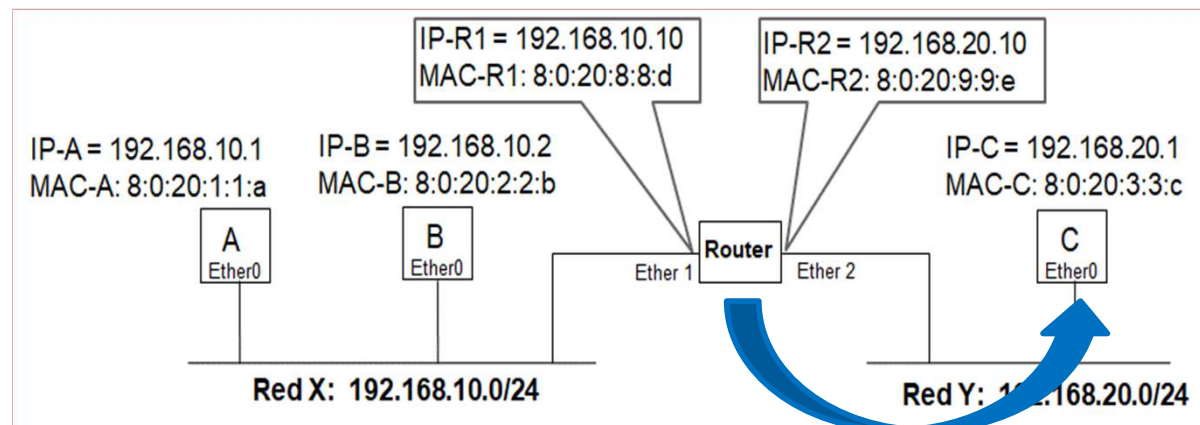 IP-R1 = 192.168.10.10
MAC-R1: 8:0:20:8:8:d
IP-R2 = 192.168.20.10
MAC-R2: 8:0:20:9:9:e
IP-A = 192.168.10.1
MAC-A: 8:0:20:1:1:a
IP-B = 192.168.10.2
MAC-B: 8:0:20:2:2:b
IP-C = 192.168.20.1
MAC-C: 8:0:20:3:3:c
A
Ether0
B
Ether0
Ether 1
Router
Ether 2
C
Ether0
Red X: 192.168.10.0/24
Red Y: 192.168.20.0/24